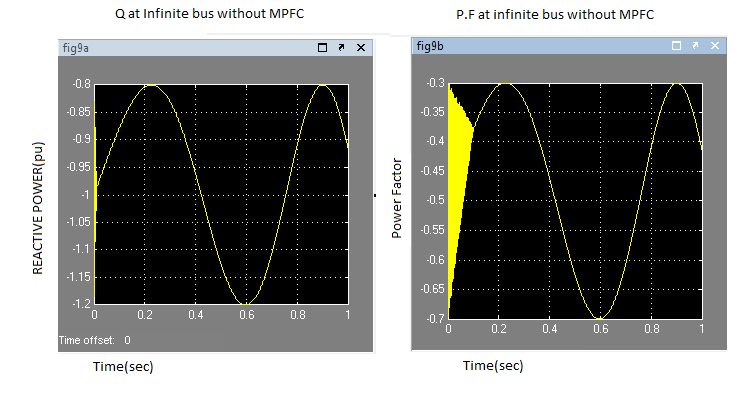 Q at Infinite bus without MPFC
P.F at infinite bus without MPFC
fig9a
fig9b
REACTIVE POWER(pu)
-0.8
-0.85
-0.9
-0.95
-1
-1.05
-1.1
-1.15
-1.2
0 0.2 0.4 0.6 0.8 1
Time offset: 0
Time(sec)
Power Factor
-0.3
-0.35
-0.4
-0.45
-0.5
-0.55
-0.6
-0.65
-0.7
0 0.2 0.4 0.6 0.8 1
Time(sec)